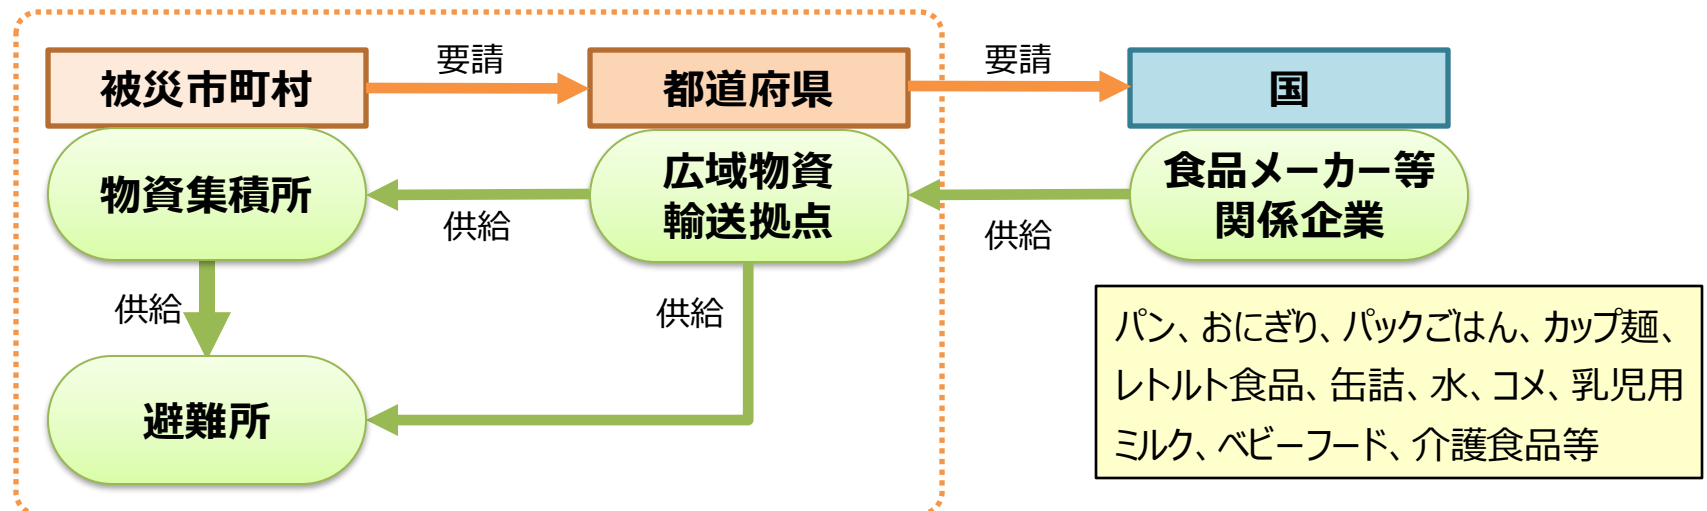 被災市町村
要請
都道府県
要請
国
物資集積所
供給
広域物資
輸送拠点
供給
食品メーカー等
関係企業
供給
供給
避難所
パン、おにぎり、パックごはん、カップ麺、
レトルト食品、缶詰、水、コメ、乳児用
ミルク、ベビーフード、介護食品等